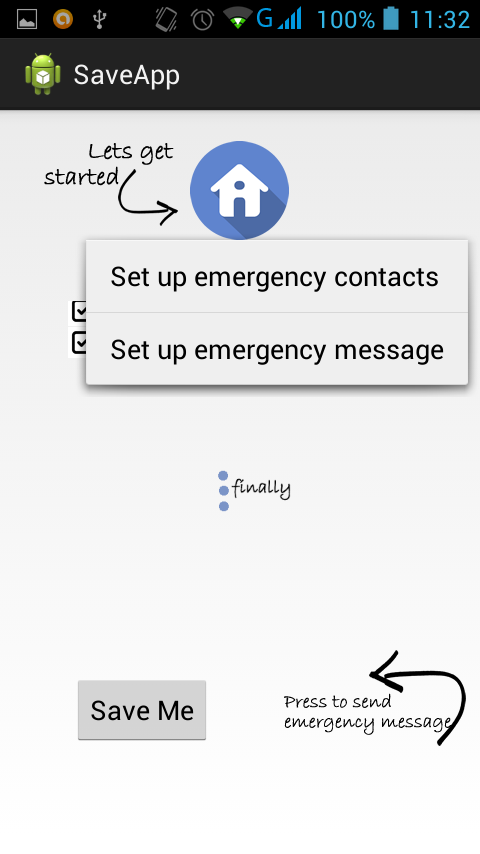 G 100% 11:32
SaveApp
Lets get
started
Set up emergency contacts
Set up emergency message
finally
Save Me
Press to send
emergency message